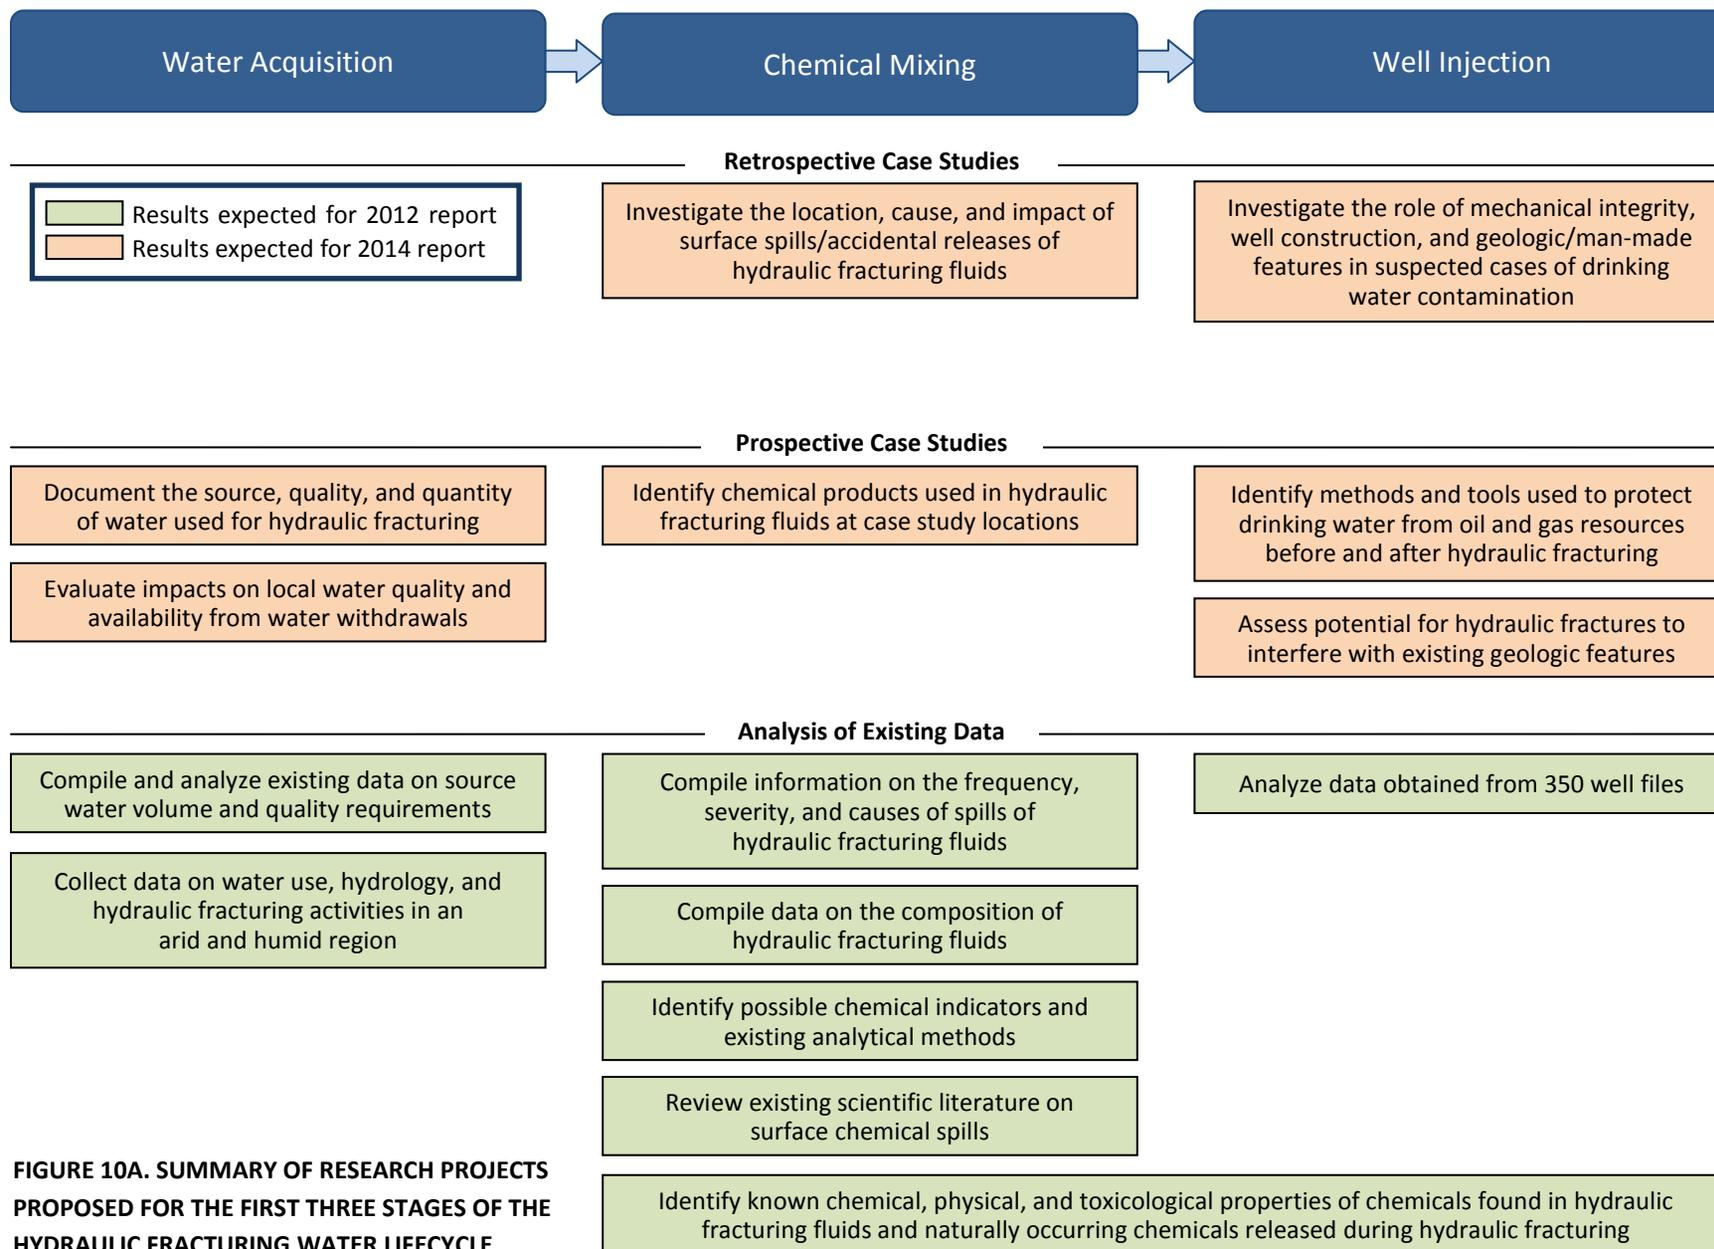 Water Acquisition
Chemical Mixing
Well Injection
Retrospective Case Studies
Results expected for 2012 report
Results expected for 2014 report
Investigate the location, cause, and impact of
surface spills/accidental releases of
hydraulic fracturing fluids
Investigate the role of mechanical integrity,
well construction, and geologic/man-made
features in suspected cases of drinking
water contamination
Prospective Case Studies
Document the source, quality, and quantity
of water used for hydraulic fracturing
Evaluate impacts on local water quality and
availability from water withdrawals
Identify chemical products used in hydraulic
fracturing fluids at case study locations
Identify methods and tools used to protect
drinking water from oil and gas resources
before and after hydraulic fracturing
Assess potential for hydraulic fractures to
interfere with existing geologic features
Analysis of Existing Data
Compile and analyze existing data on source
water volume and quality requirements
Collect data on water use, hydrology, and
hydraulic fracturing activities in an
arid and humid region
Compile information on the frequency,
severity, and causes of spills of
hydraulic fracturing fluids
Compile data on the composition of
hydraulic fracturing fluids
Identify possible chemical indicators and
existing analytical methods
Review existing scientific literature on
surface chemical spills
Analyze data obtained from 350 well files
Identify known chemical, physical, and toxicological properties of chemicals found in hydraulic
fracturing fluids and naturally occurring chemicals released during hydraulic fracturing
FIGURE 10A. SUMMARY OF RESEARCH PROJECTS
PROPOSED FOR THE FIRST THREE STAGES OF THE
HYDRAULIC FRACTURING WATER LIFECYCLE